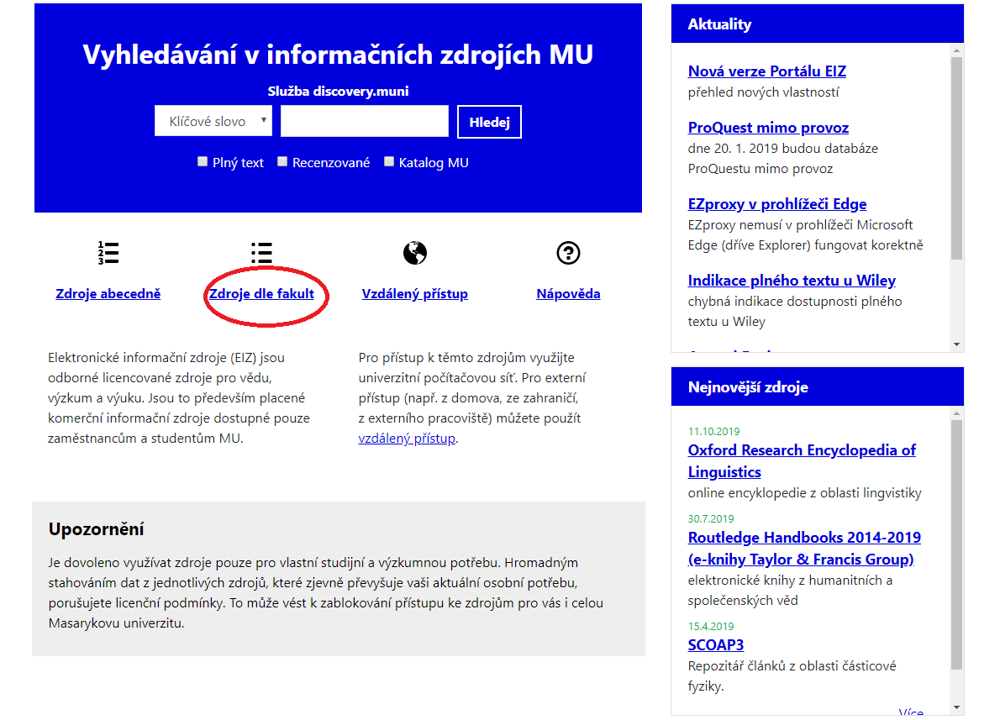 Vyhledávání v informačních zdrojích MU
Služba discovery.muni
Klíčové slovo
Hledej
Plný text Recenzované Katalog MU
Zdroje abecedně
Zdroje dle fakult
Vzdálený přístup
Nápověda
Elektronické informační zdroje (EIZ) jsou
odborné licencované zdroje pro vědu,
výzkum a výuku. Jsou to především placené
komerční informační zdroje dostupné pouze
zaměstnancům a studentům MU.
Pro přístup k těmto zdrojům využijte
univerzitní počítačovou síť. Pro externí
přístup (např. z domova, ze zahraničí,
z externího pracoviště) můžete použít
vzdálený přístup.
Upozornění
Je dovoleno využívat zdroje pouze pro vlastní studijní a výzkumnou potřebu. Hromadným
stahováním dat z jednotlivých zdrojů, které zjevně převyšuje vaši aktuální osobní potřebu,
porušujete licenční podmínky. To může vést k zablokování přístupu ke zdrojům pro vás i celou
Masarykovu univerzitu.
Aktuality
Nová verze Portálu EIZ
přehled nových vlastností
ProQuest mimo provoz
dne 20. 1. 2019 budou databáze
ProQuestu mimo provoz
EZproxy v prohlížeči Edge
EZproxy nemusí v prohlížeči Microsoft
Edge (dříve Explorer) fungovat korektně
Indikace plného textu u Wiley
chybná indikace dostupnosti plného
textu u Wiley
Nejnovější zdroje
11.10.2019
Oxford Research Encyclopedia of
Linguistics
online encyklopedie z oblasti lingvistiky
30.7.2019
Routledge Handbooks 2014-2019
(e-knihy Taylor & Francis Group)
elektronické knihy z humanitních a
společenských věd
15.4.2019
SCOAP3
Repozitář článků z oblasti částicové
fyziky.
Více